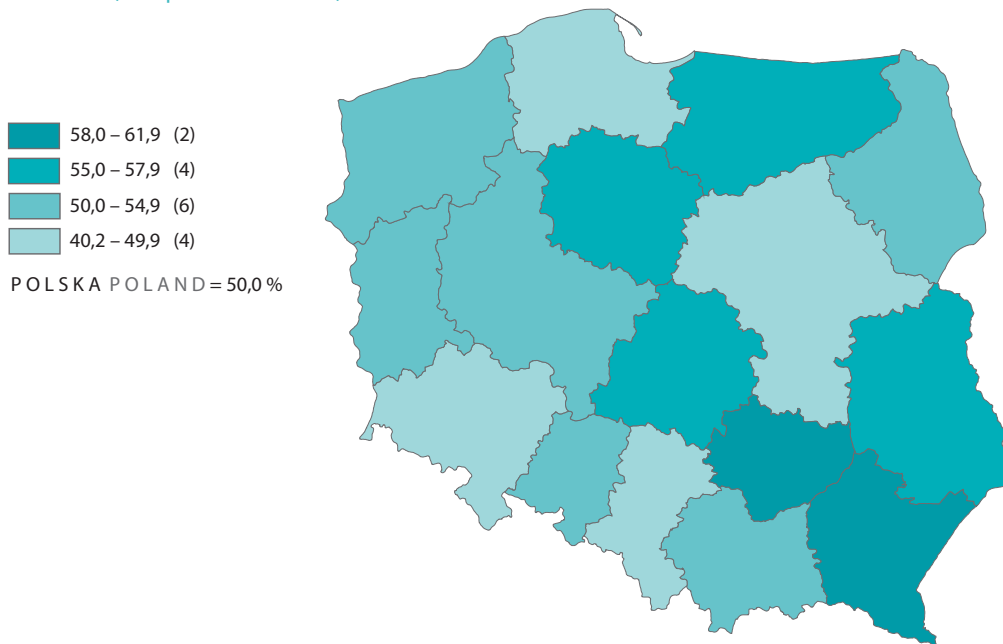 58,0 – 61,9 (2)
55,0 – 57,9 (4)
50,0 – 54,9 (6)
40,2 – 49,9 (4)
POLSKA POLAND = 50,0 %